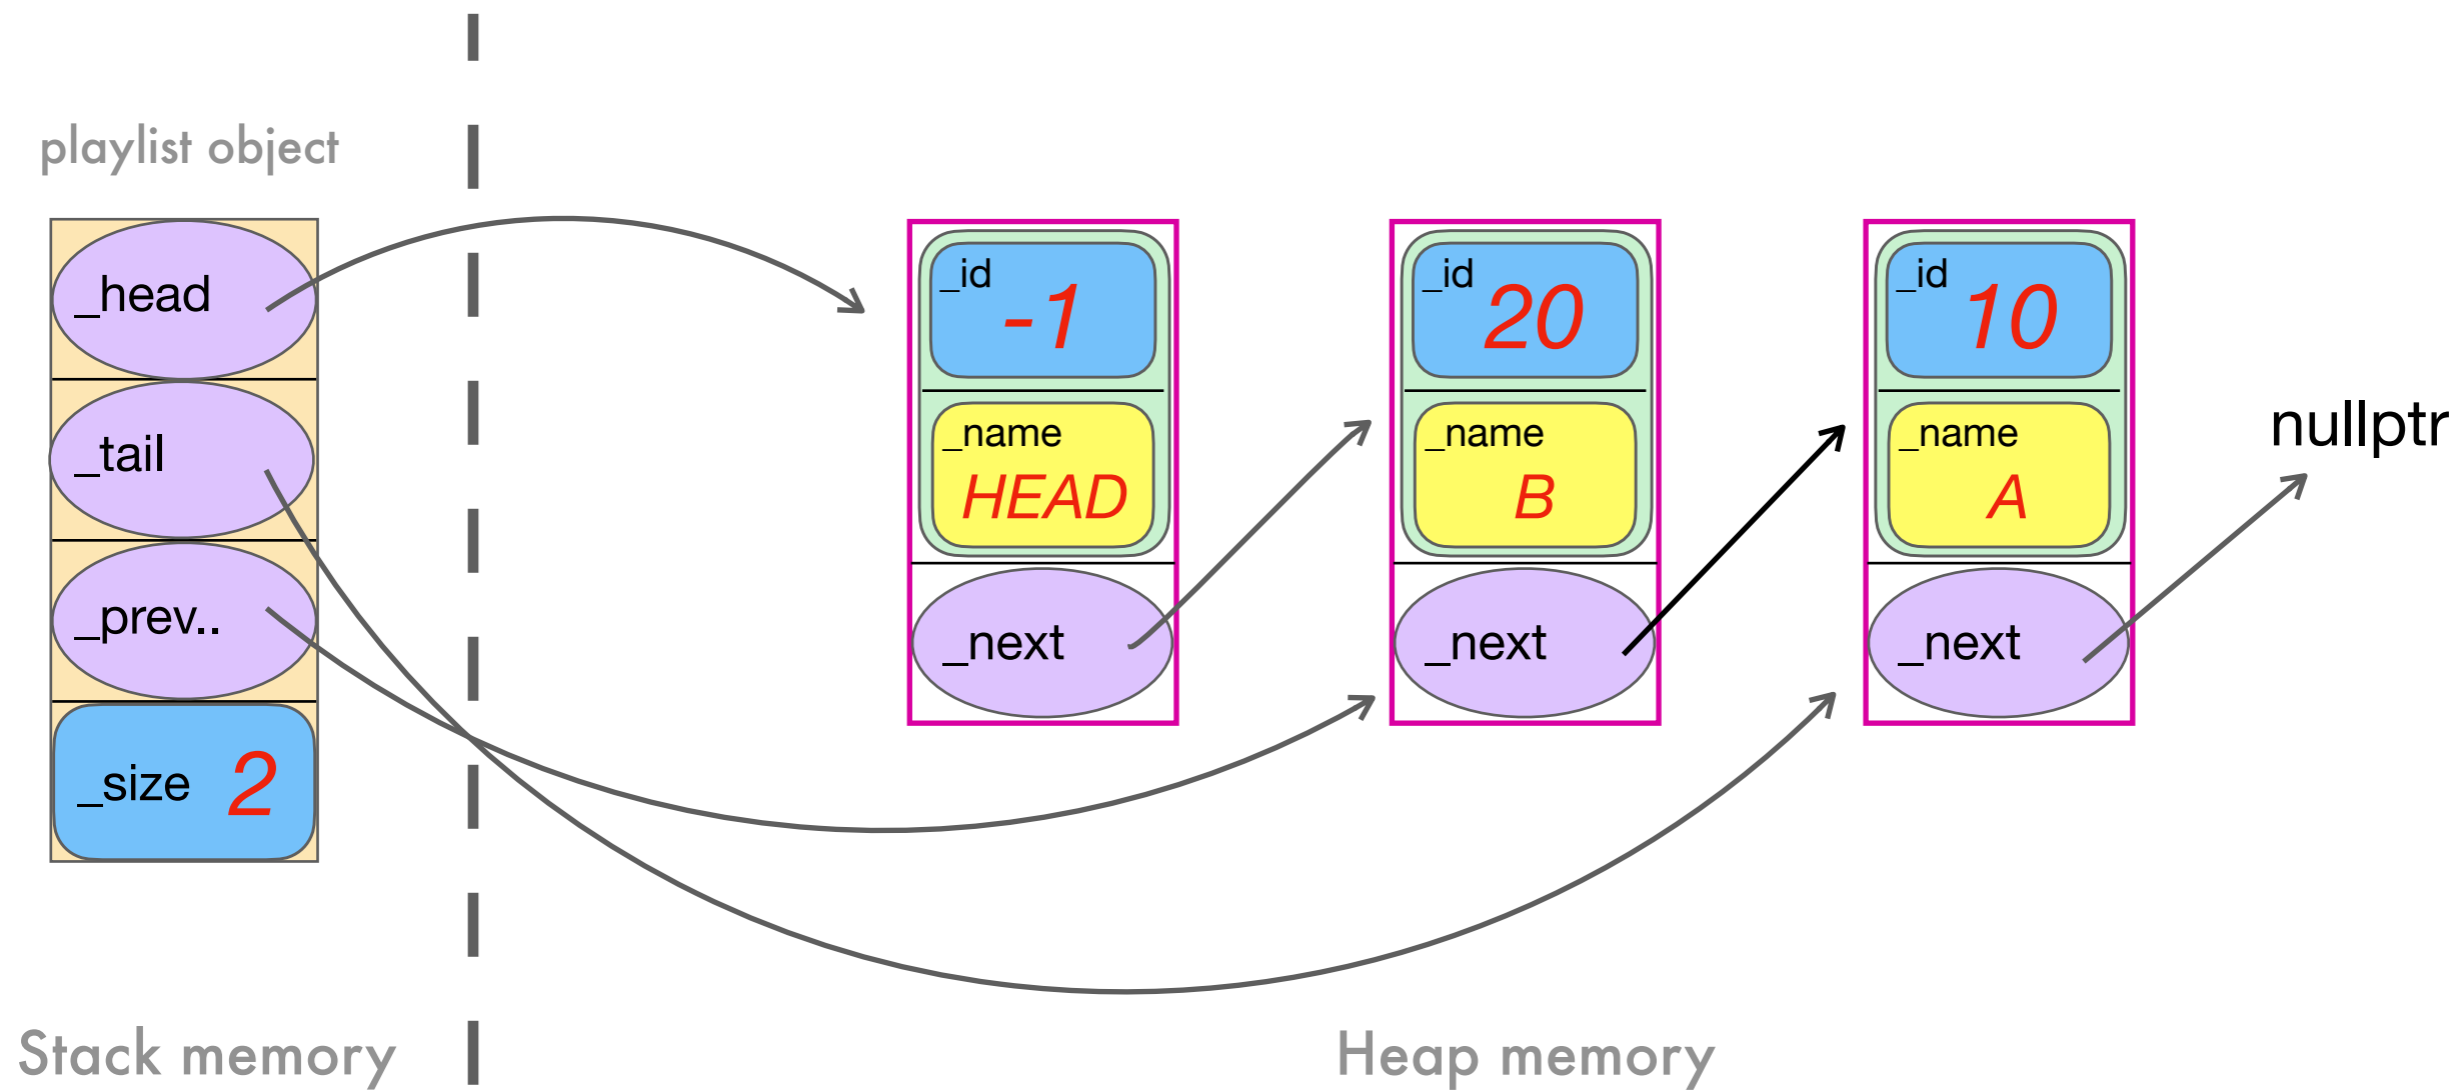 playlist object
_head
_tail
_prev..
_size 2
_id -1
_name
HEAD
_next
_id 20
_name
B
_next
_id 10
_name
A
_next
nullptr
Stack memory
Heap memory